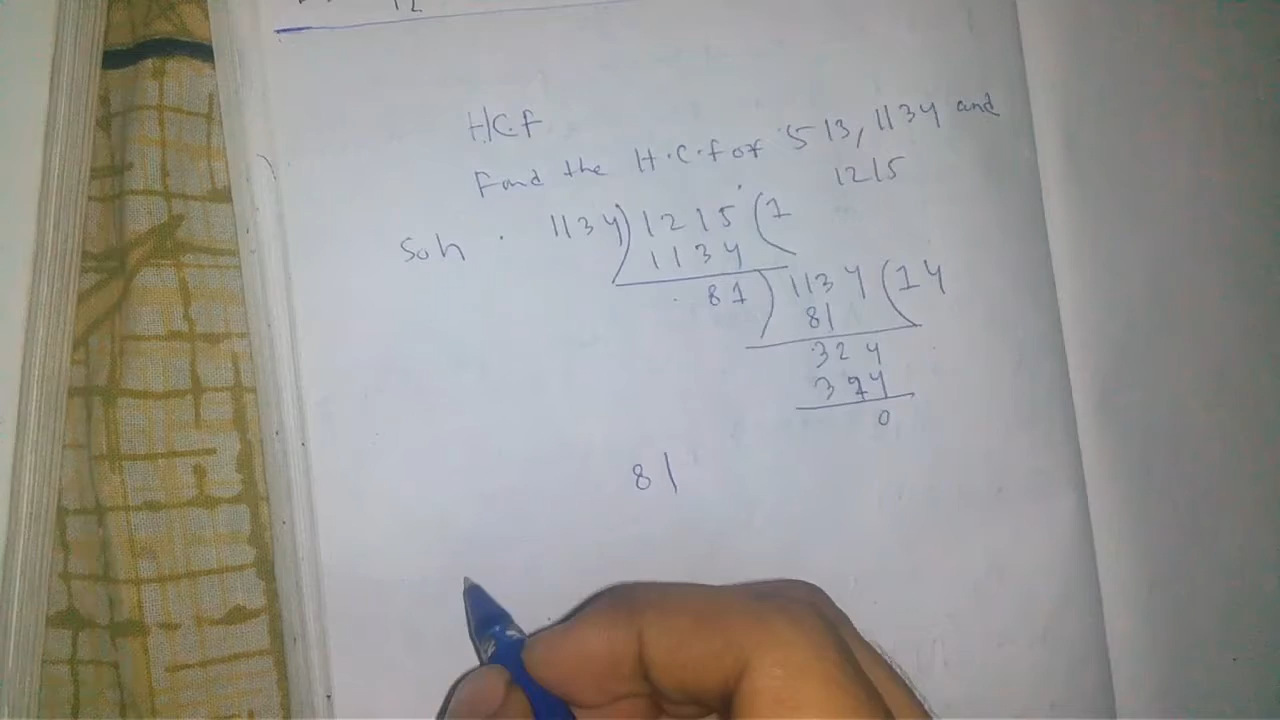 12
H.C.f
Find the H.C.f of 513, 1134 and
1215
Soln . 1134) 1215 (1
1134
81) 1134 (14
81
324
324
0
81